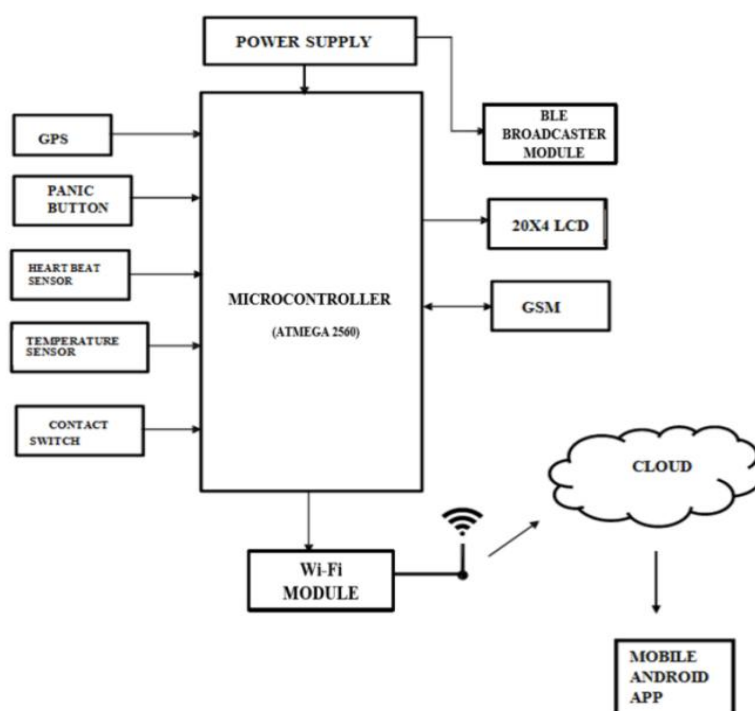 POWER SUPPLY
BLE
BROADCASTER
MODULE
GPS
PANIC
BUTTON
20X4 LCD
HEART BEAT
SENSOR
MICROCONTROLLER
(ATMEGA 2560)
GSM
TEMPERATURE
SENSOR
CONTACT
SWITCH
CLOUD
Wi-Fi
MODULE
MOBILE
ANDROID
APP